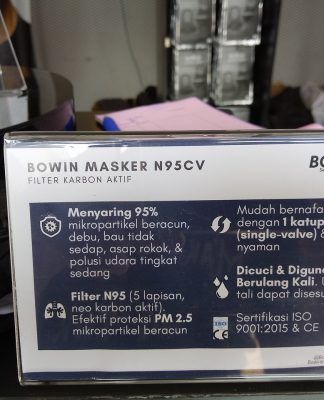 BOWIN MASKER N95CV
FILTER KARBON AKTIF
Menyaring 95%
mikropartikel beracun,
debu, bau tidak
sedap, asap rokok, &
polusi udara tingkat
sedang
Filter N95 (5 lapisan,
neo karbon aktif).
Efektif proteksi PM 2.5
mikropartikel beracun
Mudah bernafa
dengan 1 katup
(single-valve) &
nyaman
Dicuci & Digun
Berulang Kali.
tali dapat disesu
ISO
CE
Sertifikasi ISO
9001:2015 & CE